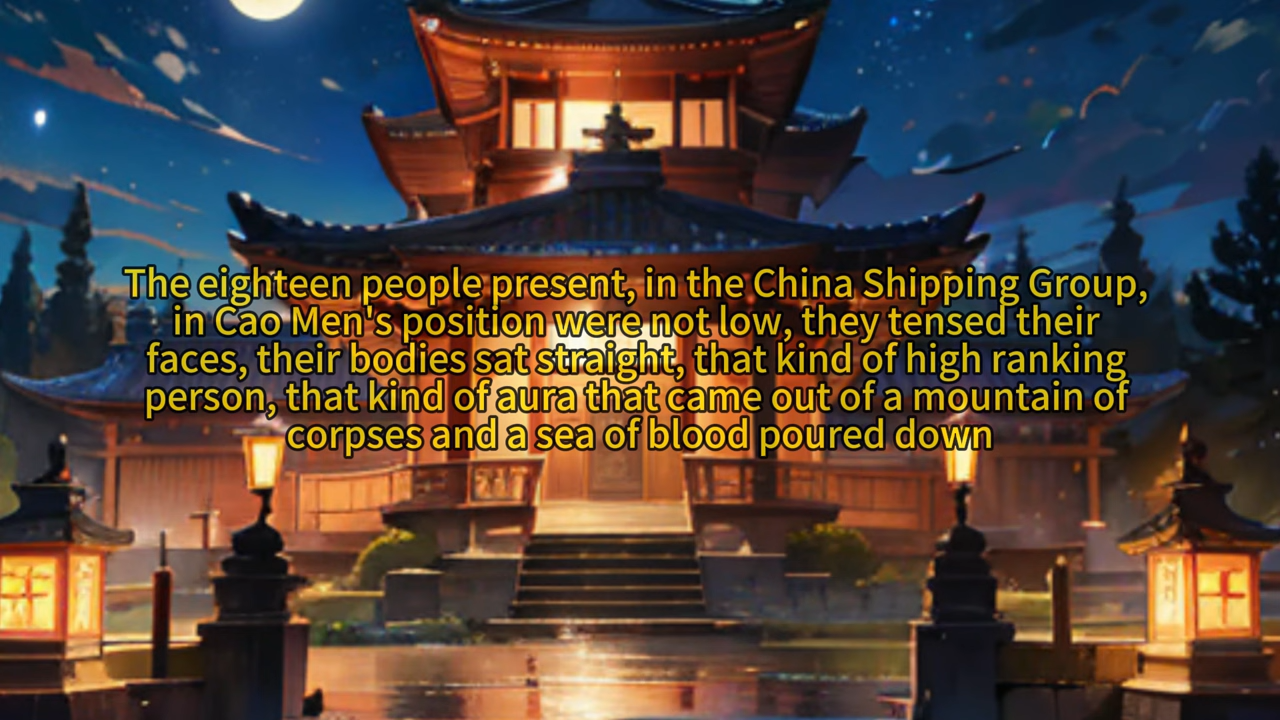 The eighteen people present, in the China Shipping Group,
in Cao Men's position were not low, they tensed their
faces, their bodies sat straight, that kind of high ranking
person, that kind of aura that came out of a mountain of
corpses and a sea of blood poured down